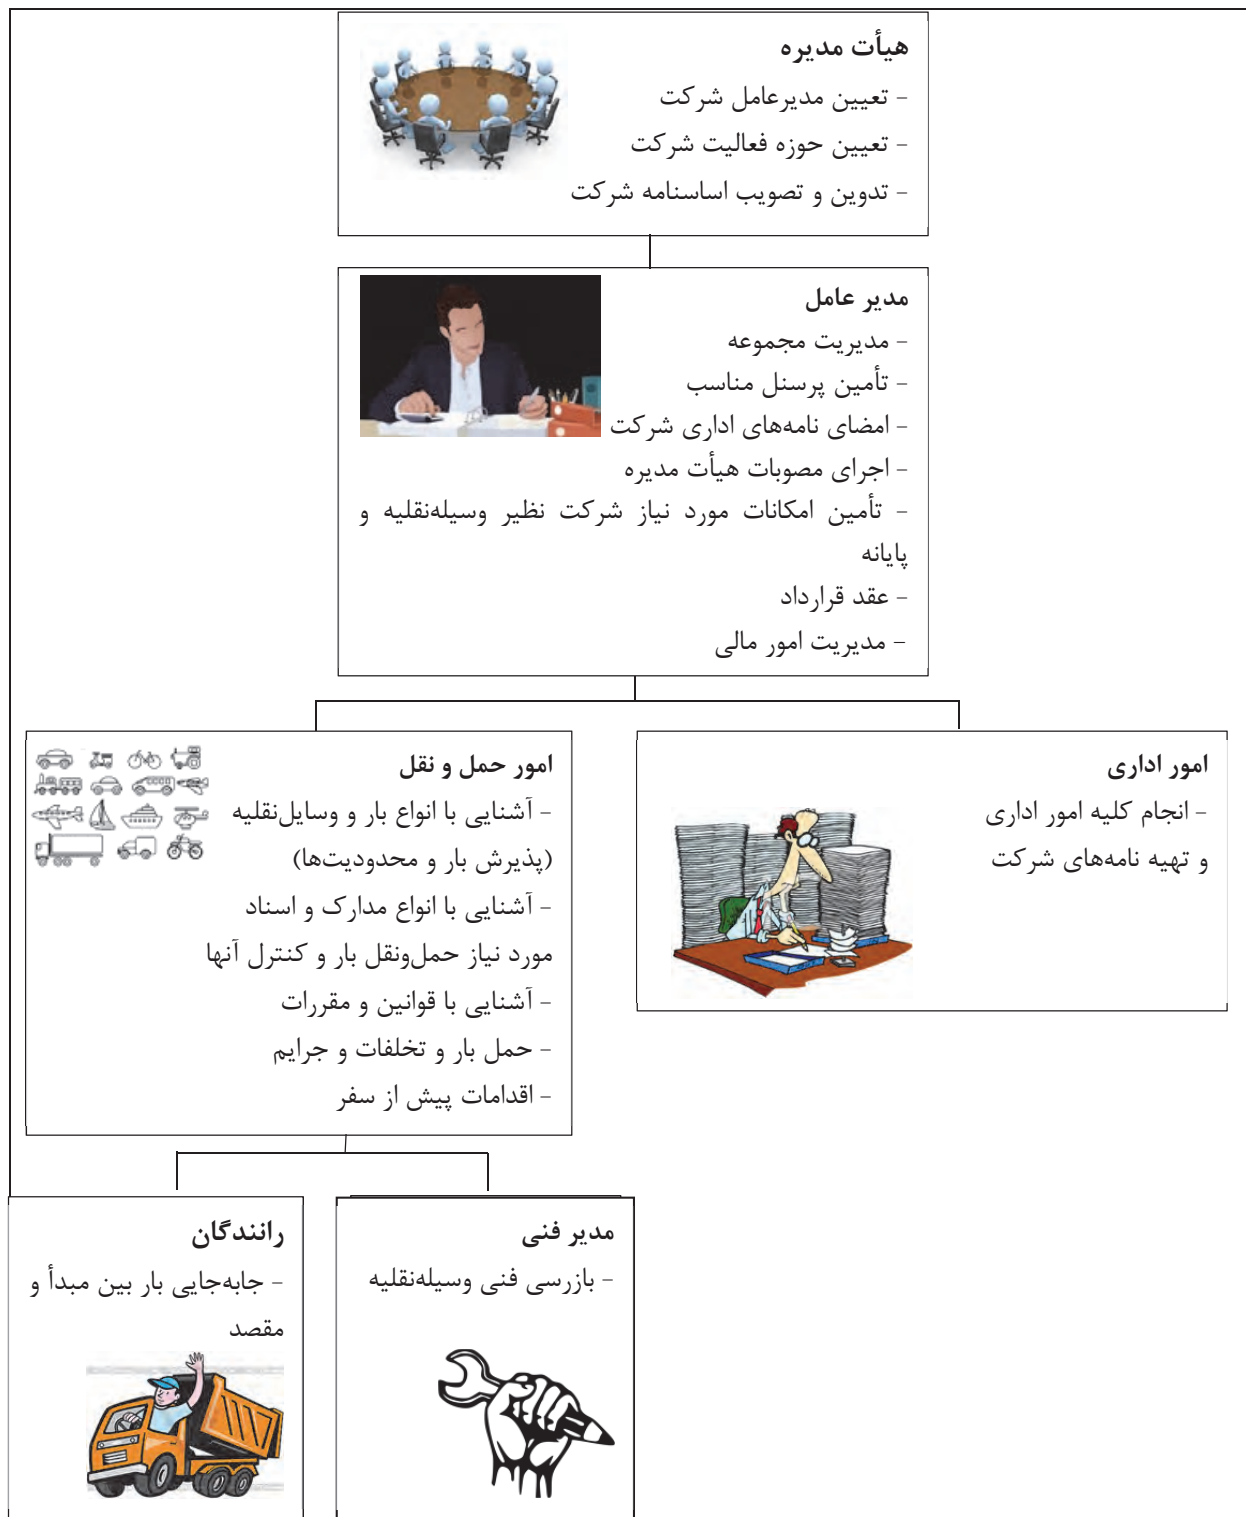 هیأت مدیره
- تعیین مدیرعامل شرکت
- تعیین حوزه فعالیت شرکت
- تدوین و تصویب اساسنامه شرکت
مدیر عامل
- مدیریت مجموعه
- تأمین پرسنل مناسب
- امضای نامه‌های اداری شرکت
- اجرای مصوبات هیأت مدیره
- تأمین امکانات مورد نیاز شرکت نظیر وسیله‌نقلیه و
پایانه
- عقد قرارداد
- مدیریت امور مالی
امور اداری
- انجام کلیه امور اداری
و تهیه نامه‌های شرکت
امور حمل و نقل
- آشنایی با انواع بار و وسایل‌نقلیه
(پذیرش بار و محدودیت‌ها)
- آشنایی با انواع مدارک و اسناد
مورد نیاز حمل‌ونقل بار و کنترل آنها
- آشنایی با قوانین و مقررات
- حمل بار و تخلفات و جرایم
- اقدامات پیش از سفر
مدیر فنی
- بازرسی فنی وسیله‌نقلیه
رانندگان
- جابه‌جایی بار بین مبدأ و
مقصد